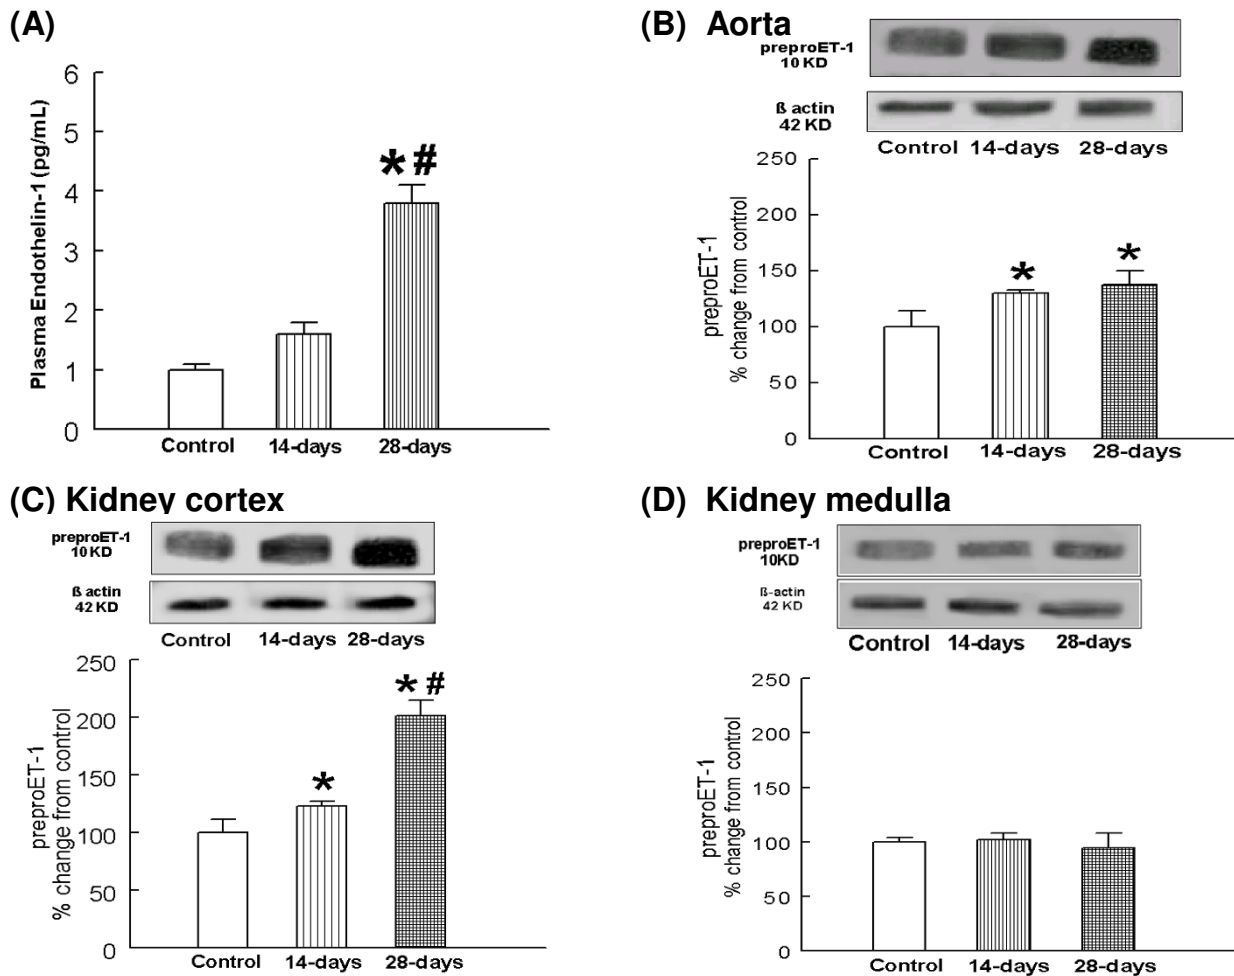 (A)
Plasma Endothelin-1 (pg/mL)
6
5
4
3
2
1
0
*#
Control 14-days 28-days
(B) Aorta
preproET-1
10 KD
ß actin
42 KD
Control 14-days 28-days
preproET-1
% change from control
250
200
150
100
50
0
*
*
Control 14-days 28-days
(C) Kidney cortex
preproET-1
10 KD
ß actin
42 KD
Control 14-days 28-days
preproET-1
% change from control
250
200
150
100
50
0
*
*#
Control 14-days 28-days
(D) Kidney medulla
preproET-1
10KD
ß-actin
42 KD
Control 14-days 28-days
preproET-1
% change from control
250
200
150
100
50
0
Control 14-days 28-days